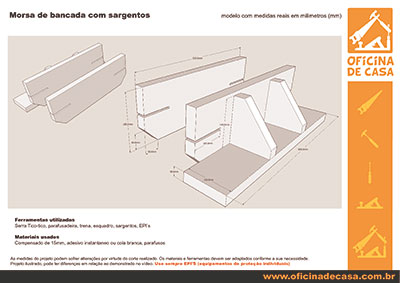 Morsa de bancada com sargentos
modelo com medidas reais em milímetros (mm)
OFICINA
DE CASA
Ferramentas utilizadas
Serra Tico-tico, parafusadeira, trena, esquadro, sargentos, EPI's
Materiais usados
Compensado de 15mm, adesivo instantâneo ou cola branca, parafusos
As medidas do projeto podem sofrer alterações por virtude do corte realizado. Os materiais e ferramentas devem ser adaptados conforme a sua necessidade.
Projeto ilustrado, pode ter diferenças em relação ao demonstrado no vídeo. Use sempre EPI'S (equipamentos de proteção individuais)
www.oficinadecasa.com.br